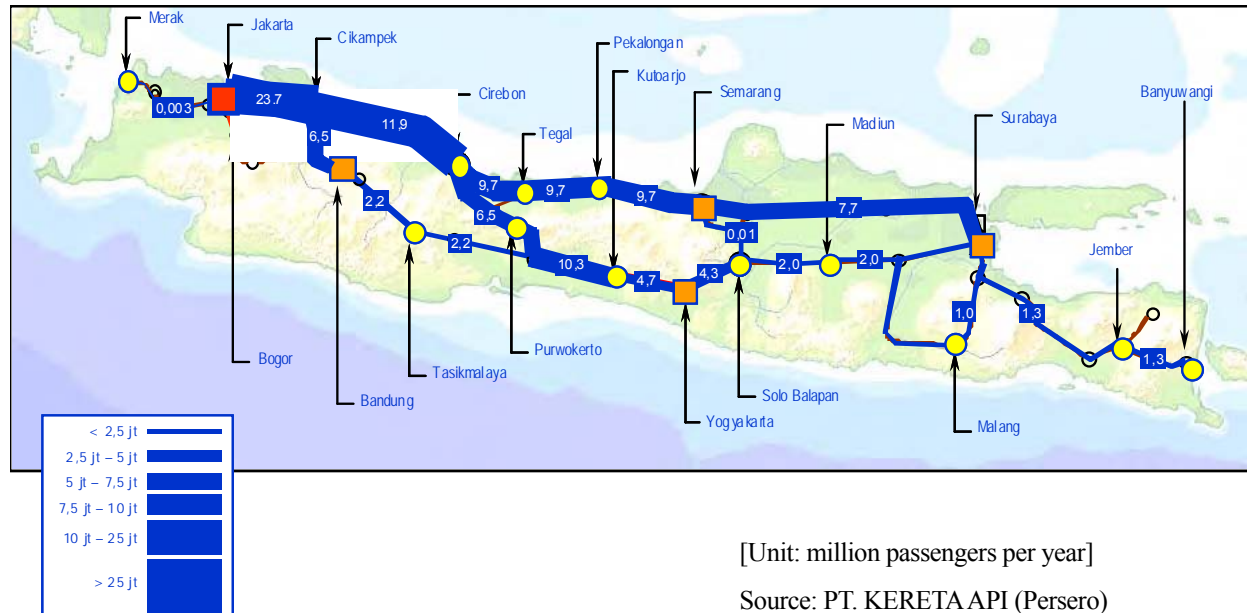 Merak
Jakarta
Cikampek
Pekalongan
Kutoarjo
Cirebon
Semarang
Banyuwangi
Tegal
Madiun
Surabaya
23.7
0,003
11,9
6,5
9,7
9,7
9,7
7,7
2,2
6,5
0,01
2,2
10,3
4,7
4,3
2,0
2,0
Jember
1,0
1,3
1,3
Purwokerto
Bogor
Tasikmalaya
Solo Balapan
Bandung
Yogyakarta
Malang
< 2,5 jt
2,5 jt – 5 jt
5 jt – 7,5 jt
7,5 jt – 10 jt
10 jt – 25 jt
> 25 jt
[Unit: million passengers per year]
Source: PT. KERETA API (Persero)